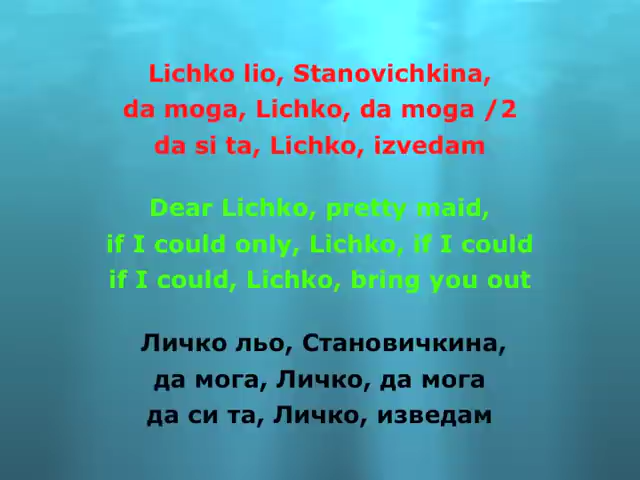 Lichko lio, Stanovichkina,
da moga, Lichko, da moga /2
da si ta, Lichko, izvedam
Dear Lichko, pretty maid,
if I could only, Lichko, if I could
if I could, Lichko, bring you out
Личко льо, Становичкина,
да мога, Личко, да мога
да си та, Личко, изведам